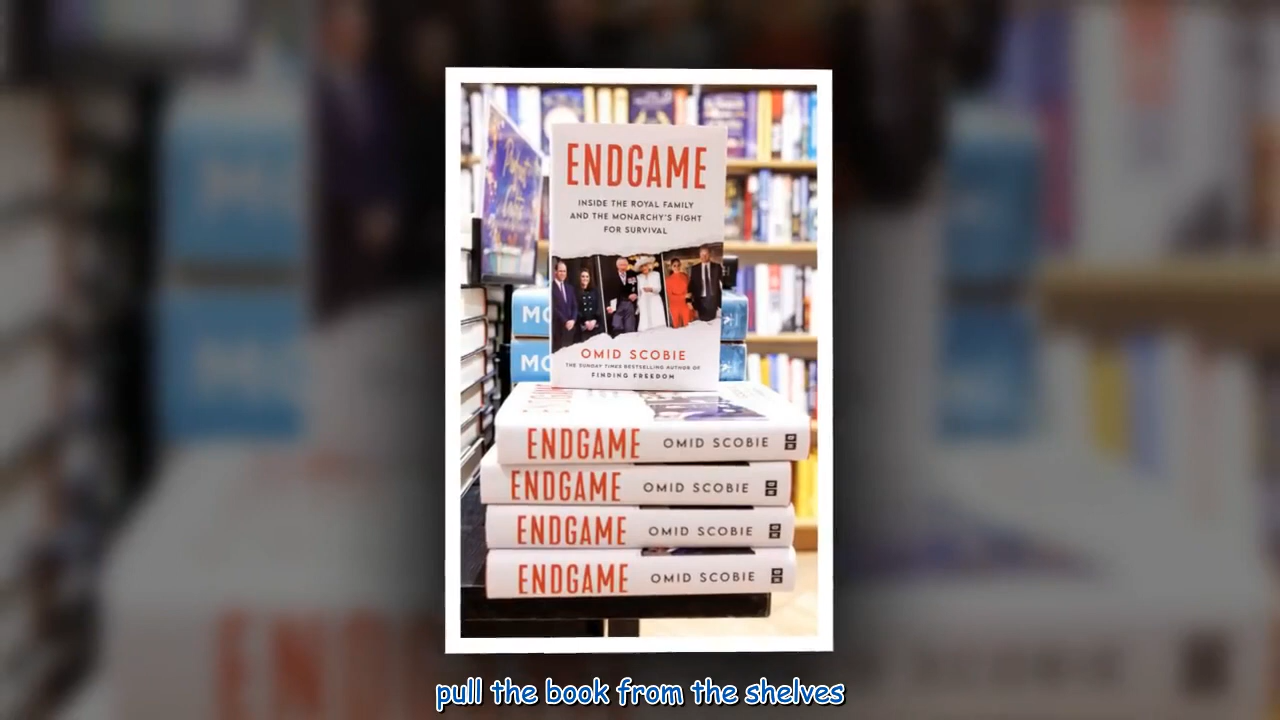 ENDGAME
INSIDE THE ROYAL FAMILY
AND THE MONARCHY'S FIGHT
FOR SURVIVAL
MO
MO
OMID SCOBIE
THE SUNDAY TIMES BESTSELLING AUTHOR OF
FINDING FREEDOM
ENDGAME OMID SCOBIE
ENDGAME OMID SCOBIE
ENDGAME OMID SCOBIE
ENDGAME OMID SCOBIE
pull the book from the shelves